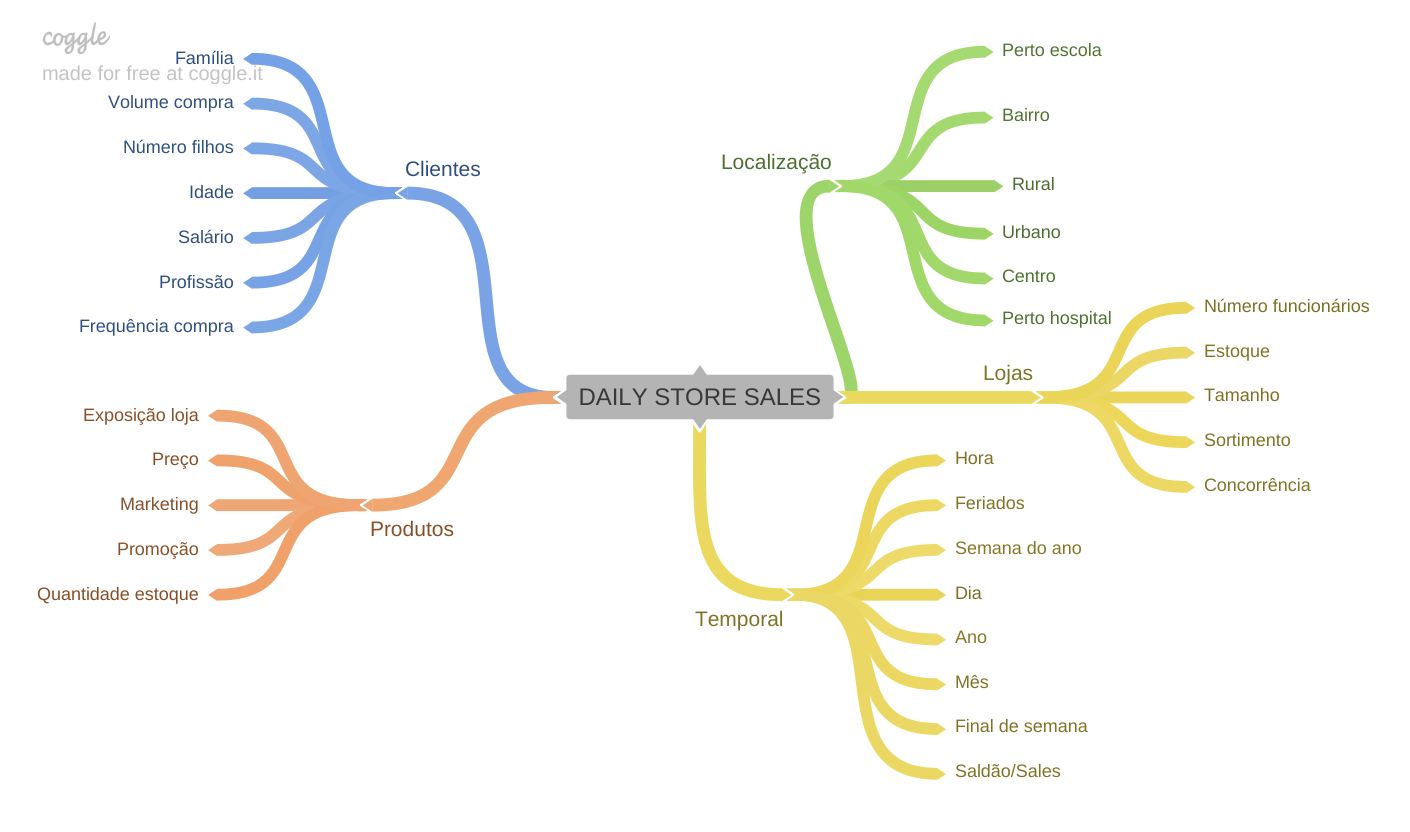 coggle
made for free at coggle.it
DAILY STORE SALES
Clientes
Família
Volume compra
Número filhos
Idade
Salário
Profissão
Frequência compra
Produtos
Exposição loja
Preço
Marketing
Promoção
Quantidade estoque
Localização
Perto escola
Bairro
Rural
Urbano
Centro
Perto hospital
Lojas
Número funcionários
Estoque
Tamanho
Sortimento
Concorrência
Temporal
Hora
Feriados
Semana do ano
Dia
Ano
Mês
Final de semana
Saldão/Sales